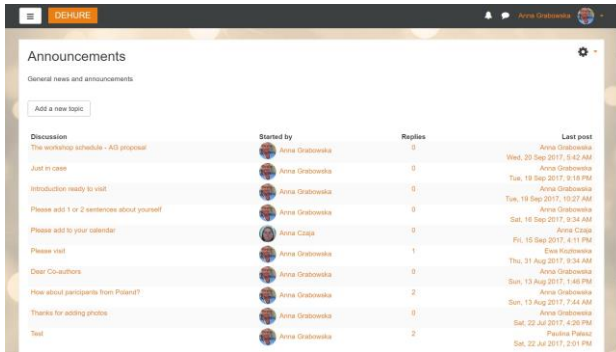 DEHURE
Anna Grabowska
Announcements
General news and announcements
Add a new topic
Discussion Started by Replies Last post
The workshop schedule - AG proposal Anna Grabowska 0 Anna Grabowska
Wed, 20 Sep 2017, 5:42 AM
Just in case Anna Grabowska 0 Anna Grabowska
Tue, 19 Sep 2017, 9:18 PM
Introduction ready to visit Anna Grabowska 0 Anna Grabowska
Tue, 19 Sep 2017, 10:27 AM
Please add 1 or 2 sentences about yourself Anna Grabowska 0 Anna Grabowska
Sat, 16 Sep 2017, 9:34 AM
Please add to your calendar Anna Czaja 0 Anna Czaja
Fri, 15 Sep 2017, 4:11 PM
Please visit Anna Grabowska 1 Ewa Kozłowska
Thu, 31 Aug 2017, 9:34 AM
Dear Co-authors Anna Grabowska 0 Anna Grabowska
Sun, 13 Aug 2017, 1:46 PM
How about paricipants from Poland? Anna Grabowska 2 Anna Grabowska
Sun, 13 Aug 2017, 7:44 AM
Thanks for adding photos Anna Grabowska 0 Anna Grabowska
Sat, 22 Jul 2017, 4:26 PM
Test Anna Grabowska 2 Paulina Pałasz
Sat, 22 Jul 2017, 2:01 PM